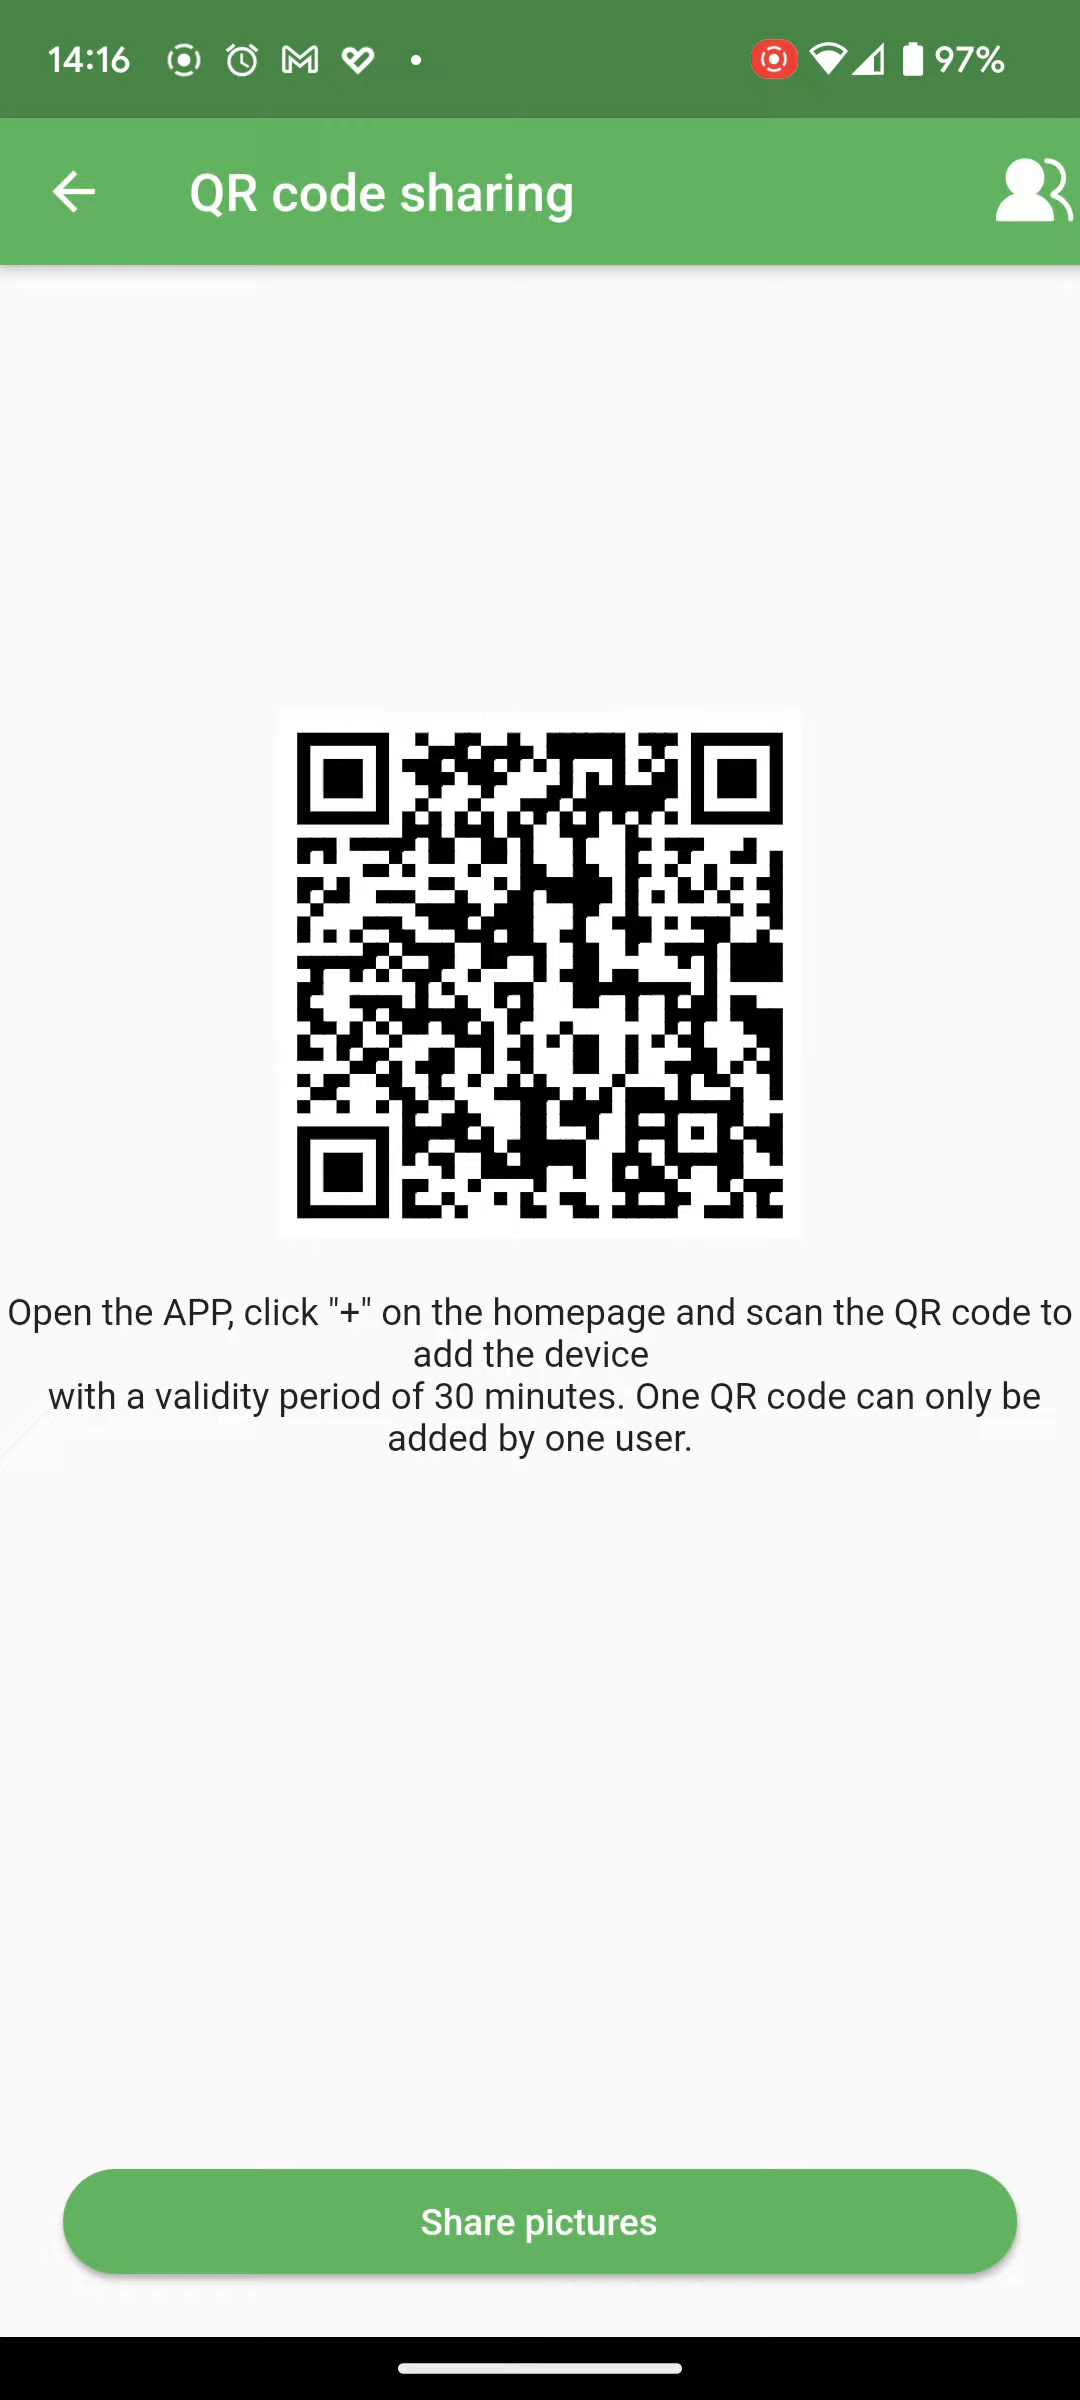 14:16
97%
QR code sharing
Open the APP, click "+" on the homepage and scan the QR code to
add the device
with a validity period of 30 minutes. One QR code can only be
added by one user.
Share pictures